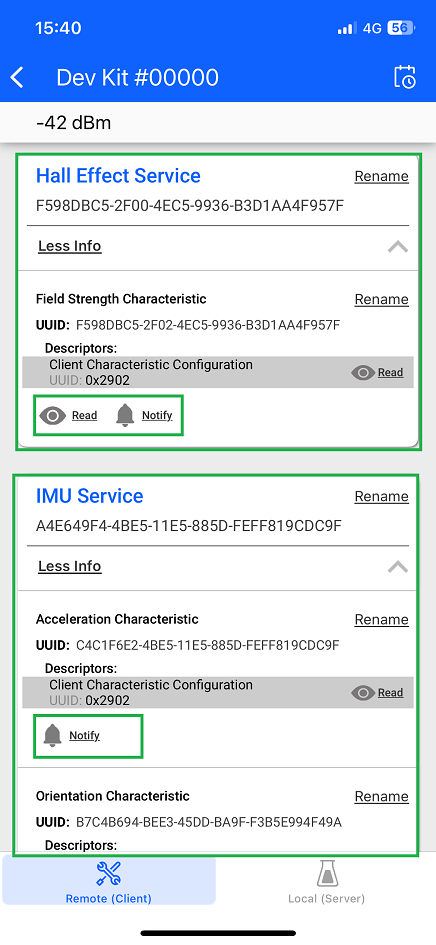 15:40
4G 56
Dev Kit #00000
-42 dBm
Hall Effect Service Rename
F598DBC5-2F00-4EC5-9936-B3D1AA4F957F
Less Info
Field Strength Characteristic Rename
UUID: F598DBC5-2F02-4EC5-9936-B3D1AA4F957F
Descriptors:
Client Characteristic Configuration
UUID: 0x2902 Read
Read Notify
IMU Service Rename
A4E649F4-4BE5-11E5-885D-FEFF819CDC9F
Less Info
Acceleration Characteristic Rename
UUID: C4C1F6E2-4BE5-11E5-885D-FEFF819CDC9F
Descriptors:
Client Characteristic Configuration
UUID: 0x2902 Read
Notify
Orientation Characteristic Rename
UUID: B7C4B694-BEE3-45DD-BA9F-F3B5E994F49A
Descriptors:
Remote (Client) Local (Server)